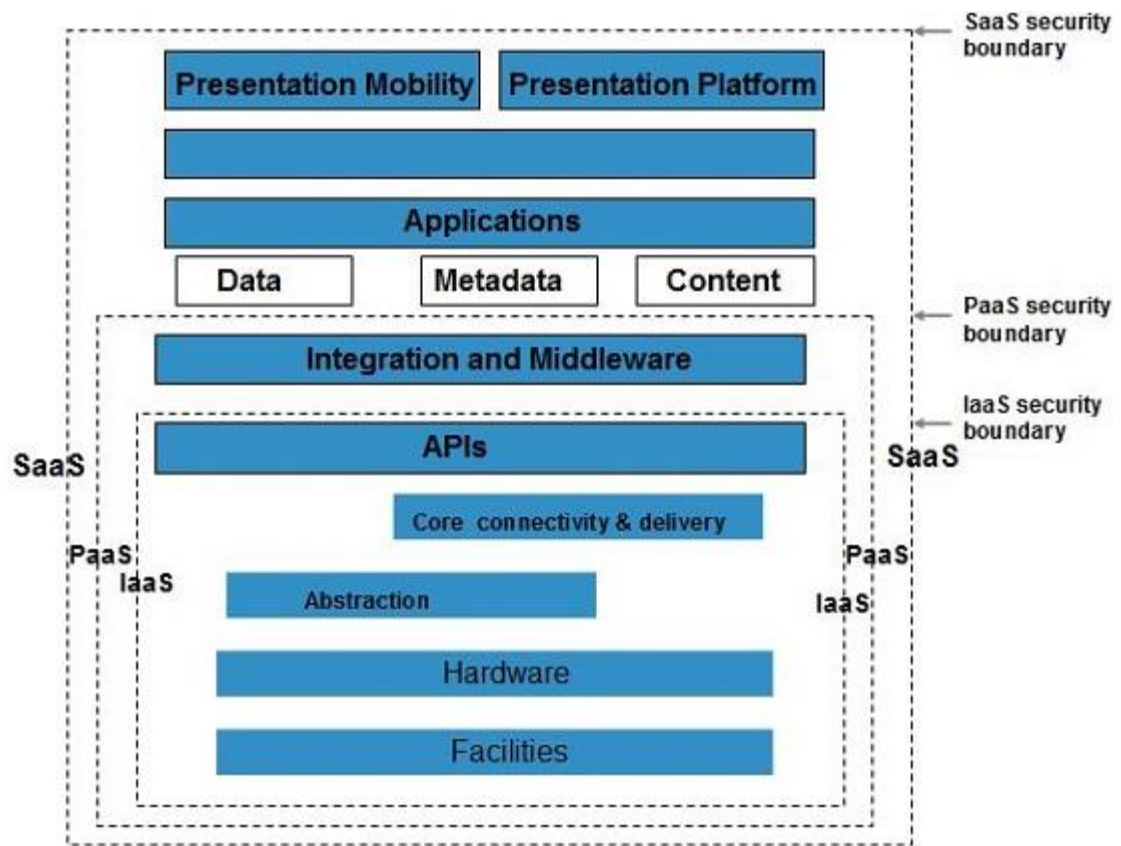 SaaS security
boundary
Presentation Mobility
Presentation Platform
Applications
Data
Metadata
Content
PaaS security
boundary
Integration and Middleware
IaaS security
boundary
APIs
SaaS
SaaS
Core connectivity & delivery
PaaS
PaaS
IaaS
IaaS
Abstraction
Hardware
Facilities